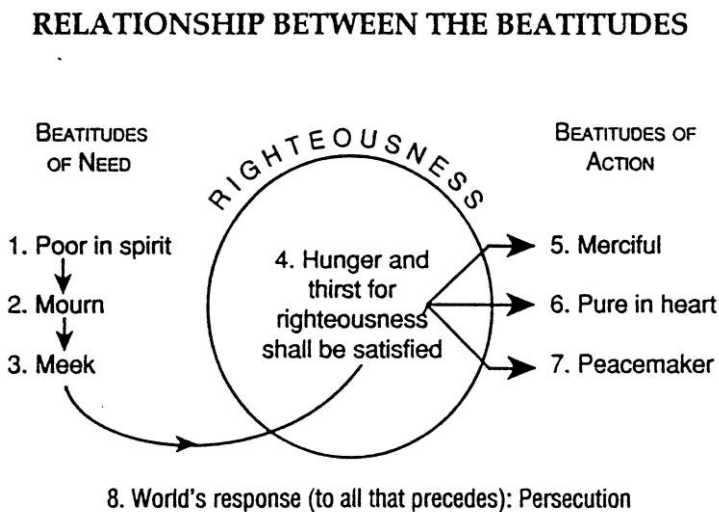 RELATIONSHIP BETWEEN THE BEATITUDES
BEATITUDES
OF NEED
RIGHTEOUSNESS
BEATITUDES OF
ACTION
1. Poor in spirit
2. Mourn
3. Meek
4. Hunger and
thirst for
righteousness
shall be satisfied
5. Merciful
6. Pure in heart
7. Peacemaker
8. World's response (to all that precedes): Persecution